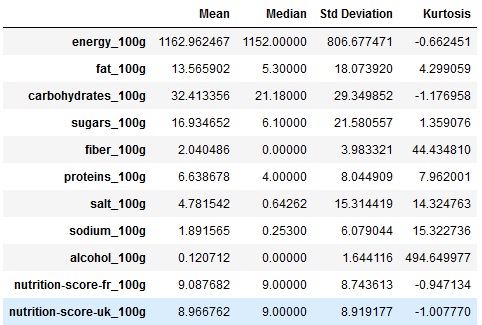 Mean Median Std Deviation Kurtosis
energy_100g 1162.962467 1152.00000 806.677471 -0.662451
fat_100g 13.565902 5.30000 18.073920 4.299059
carbohydrates_100g 32.413356 21.18000 29.349852 -1.176958
sugars_100g 16.934652 6.10000 21.580557 1.359076
fiber_100g 2.040486 0.00000 3.983321 44.434810
proteins_100g 6.638678 4.00000 8.044909 7.962001
salt_100g 4.781542 0.64262 15.314419 14.324763
sodium_100g 1.891565 0.25300 6.079044 15.322736
alcohol_100g 0.120712 0.00000 1.644116 494.649977
nutrition-score-fr_100g 9.087682 9.00000 8.743613 -0.947134
nutrition-score-uk_100g 8.966762 9.00000 8.919177 -1.007770